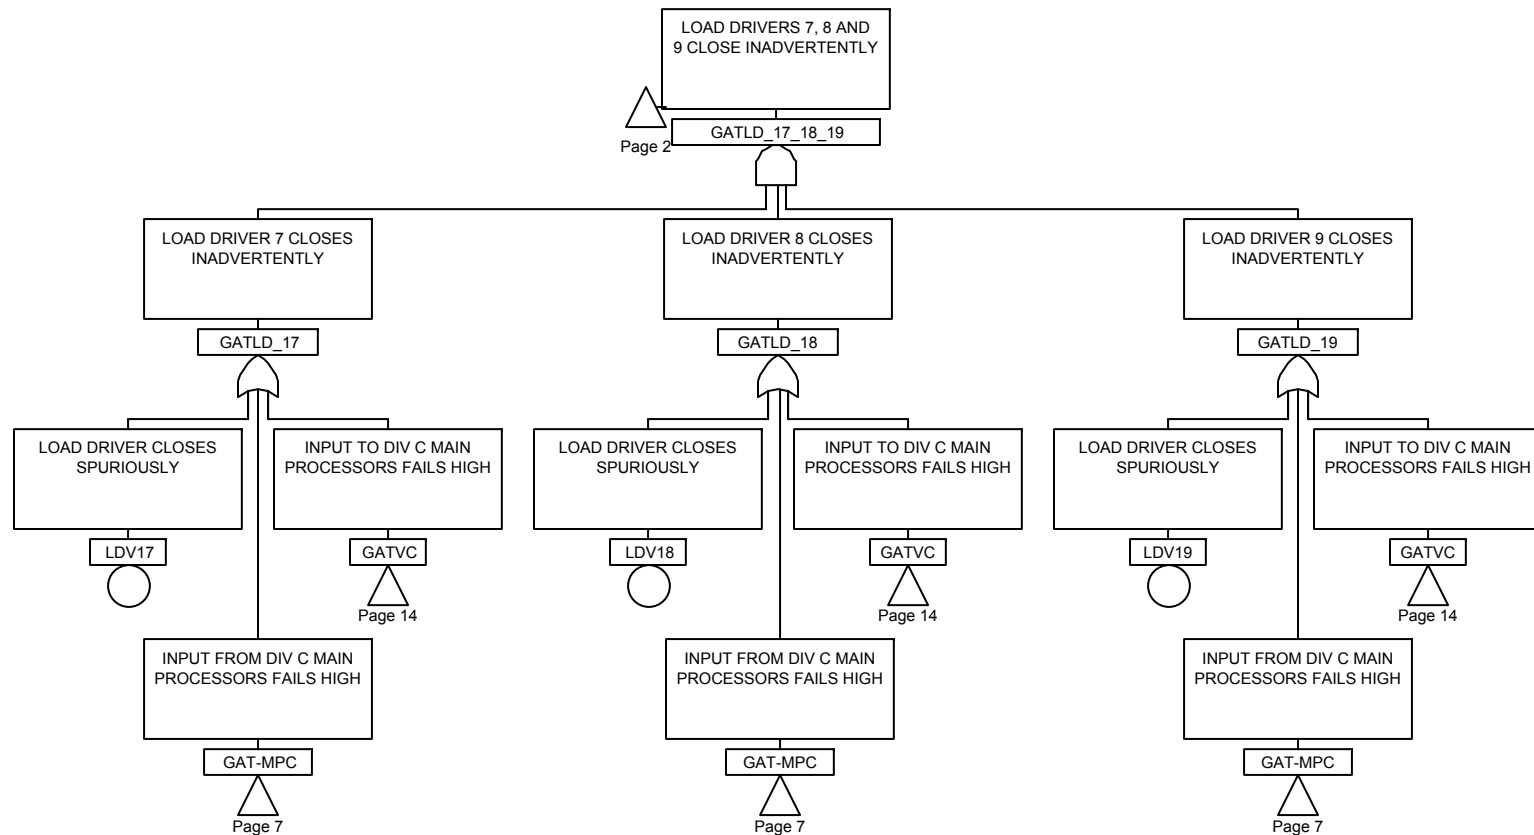 LOAD DRIVERS 7, 8 AND
9 CLOSE INADVERTENTLY
Page 2
GATLD_17_18_19
LOAD DRIVER 7 CLOSES
INADVERTENTLY
GATLD_17
LOAD DRIVER 8 CLOSES
INADVERTENTLY
GATLD_18
LOAD DRIVER 9 CLOSES
INADVERTENTLY
GATLD_19
LOAD DRIVER CLOSES
SPURIOUSLY
LDV17
INPUT TO DIV C MAIN
PROCESSORS FAILS HIGH
GATVC
Page 14
LOAD DRIVER CLOSES
SPURIOUSLY
LDV18
INPUT TO DIV C MAIN
PROCESSORS FAILS HIGH
GATVC
Page 14
LOAD DRIVER CLOSES
SPURIOUSLY
LDV19
INPUT TO DIV C MAIN
PROCESSORS FAILS HIGH
GATVC
Page 14
INPUT FROM DIV C MAIN
PROCESSORS FAILS HIGH
GAT-MPC
Page 7
INPUT FROM DIV C MAIN
PROCESSORS FAILS HIGH
GAT-MPC
Page 7
INPUT FROM DIV C MAIN
PROCESSORS FAILS HIGH
GAT-MPC
Page 7